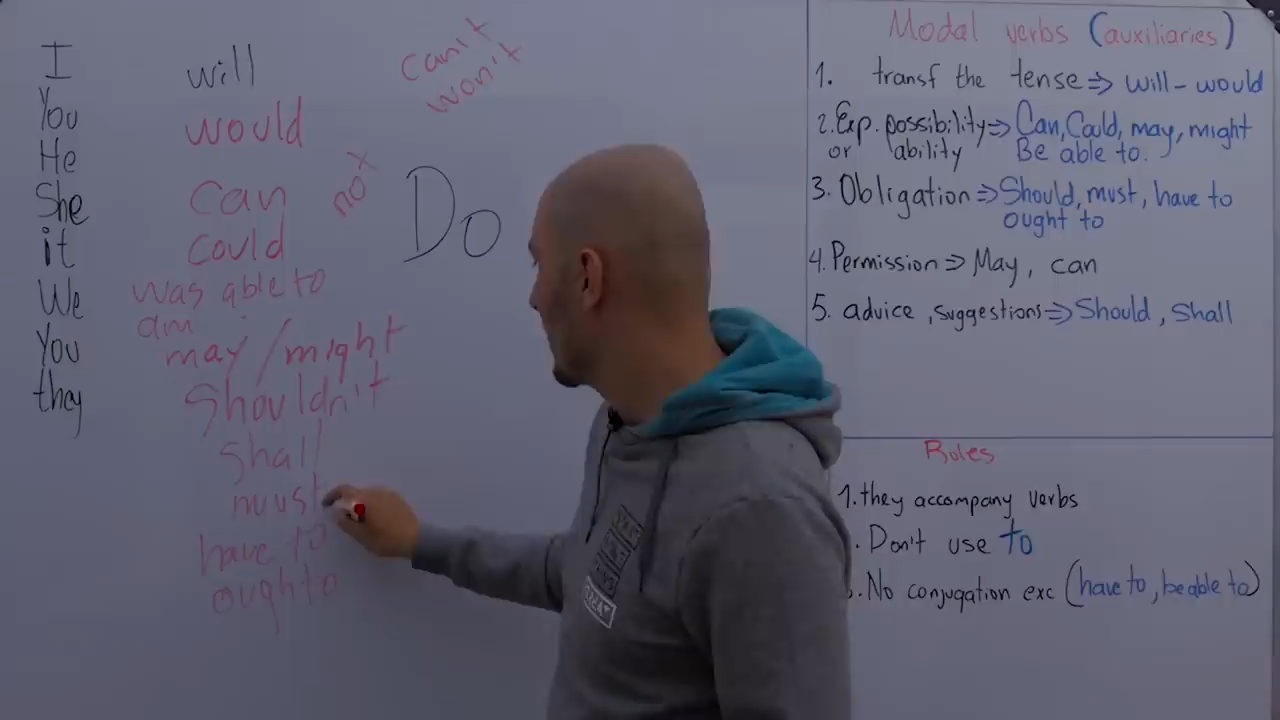 I
You
He
She
it
We
You
they
will
would
can
could
was able to
am
may/might
Shouldn't
Shall
must
have to
ough to
can't
won't
not
Do
Modal verbs (auxiliaries)
1. transf the tense => will - would
2. Exp. possibility => Can, Could, may, might
or ability Be able to.
3. Obligation => Should, must, have to
ought to
4. Permission => May, can
5. advice, suggestions => Should, shall
Rules
1. they accompany verbs
. Don't use to
. No conjugation exc (have to, be able to)